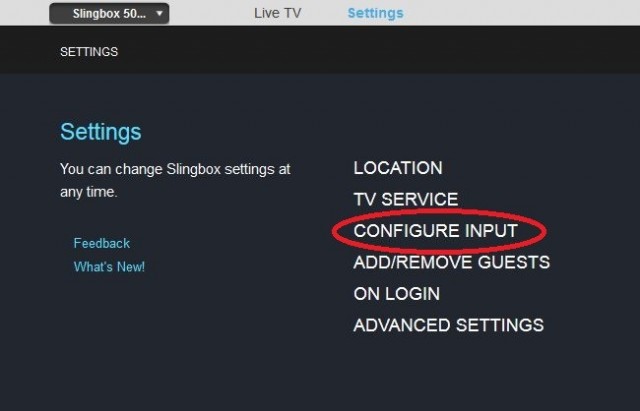 Slingbox 50...
Live TV
Settings
SETTINGS
Settings
You can change Slingbox settings at
any time.
Feedback
What's New!
LOCATION
TV SERVICE
CONFIGURE INPUT
ADD/REMOVE GUESTS
ON LOGIN
ADVANCED SETTINGS